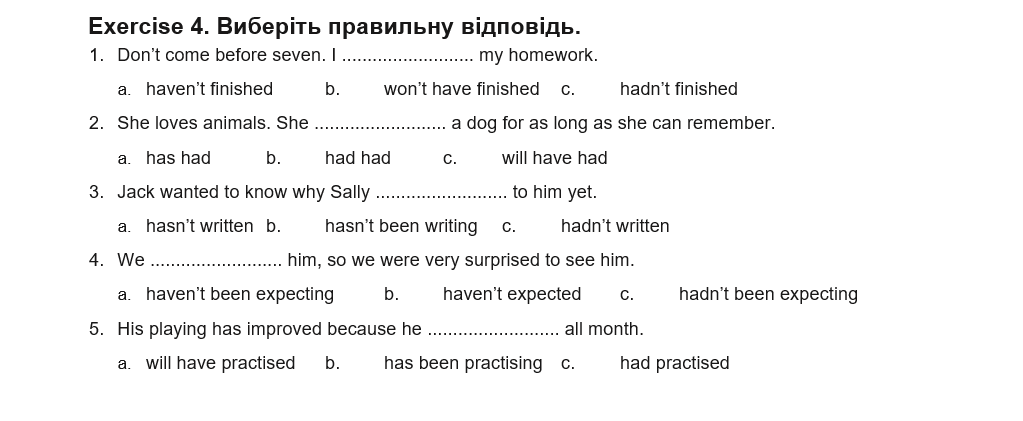 Exercise 4. Виберіть правильну відповідь.
1. Don’t come before seven. I .......................... my homework.
a. haven’t finished b. won’t have finished c. hadn’t finished
2. She loves animals. She .......................... a dog for as long as she can remember.
a. has had b. had had c. will have had
3. Jack wanted to know why Sally .......................... to him yet.
a. hasn’t written b. hasn’t been writing c. hadn’t written
4. We .......................... him, so we were very surprised to see him.
a. haven’t been expecting b. haven’t expected c. hadn’t been expecting
5. His playing has improved because he .......................... all month.
a. will have practised b. has been practising c. had practised